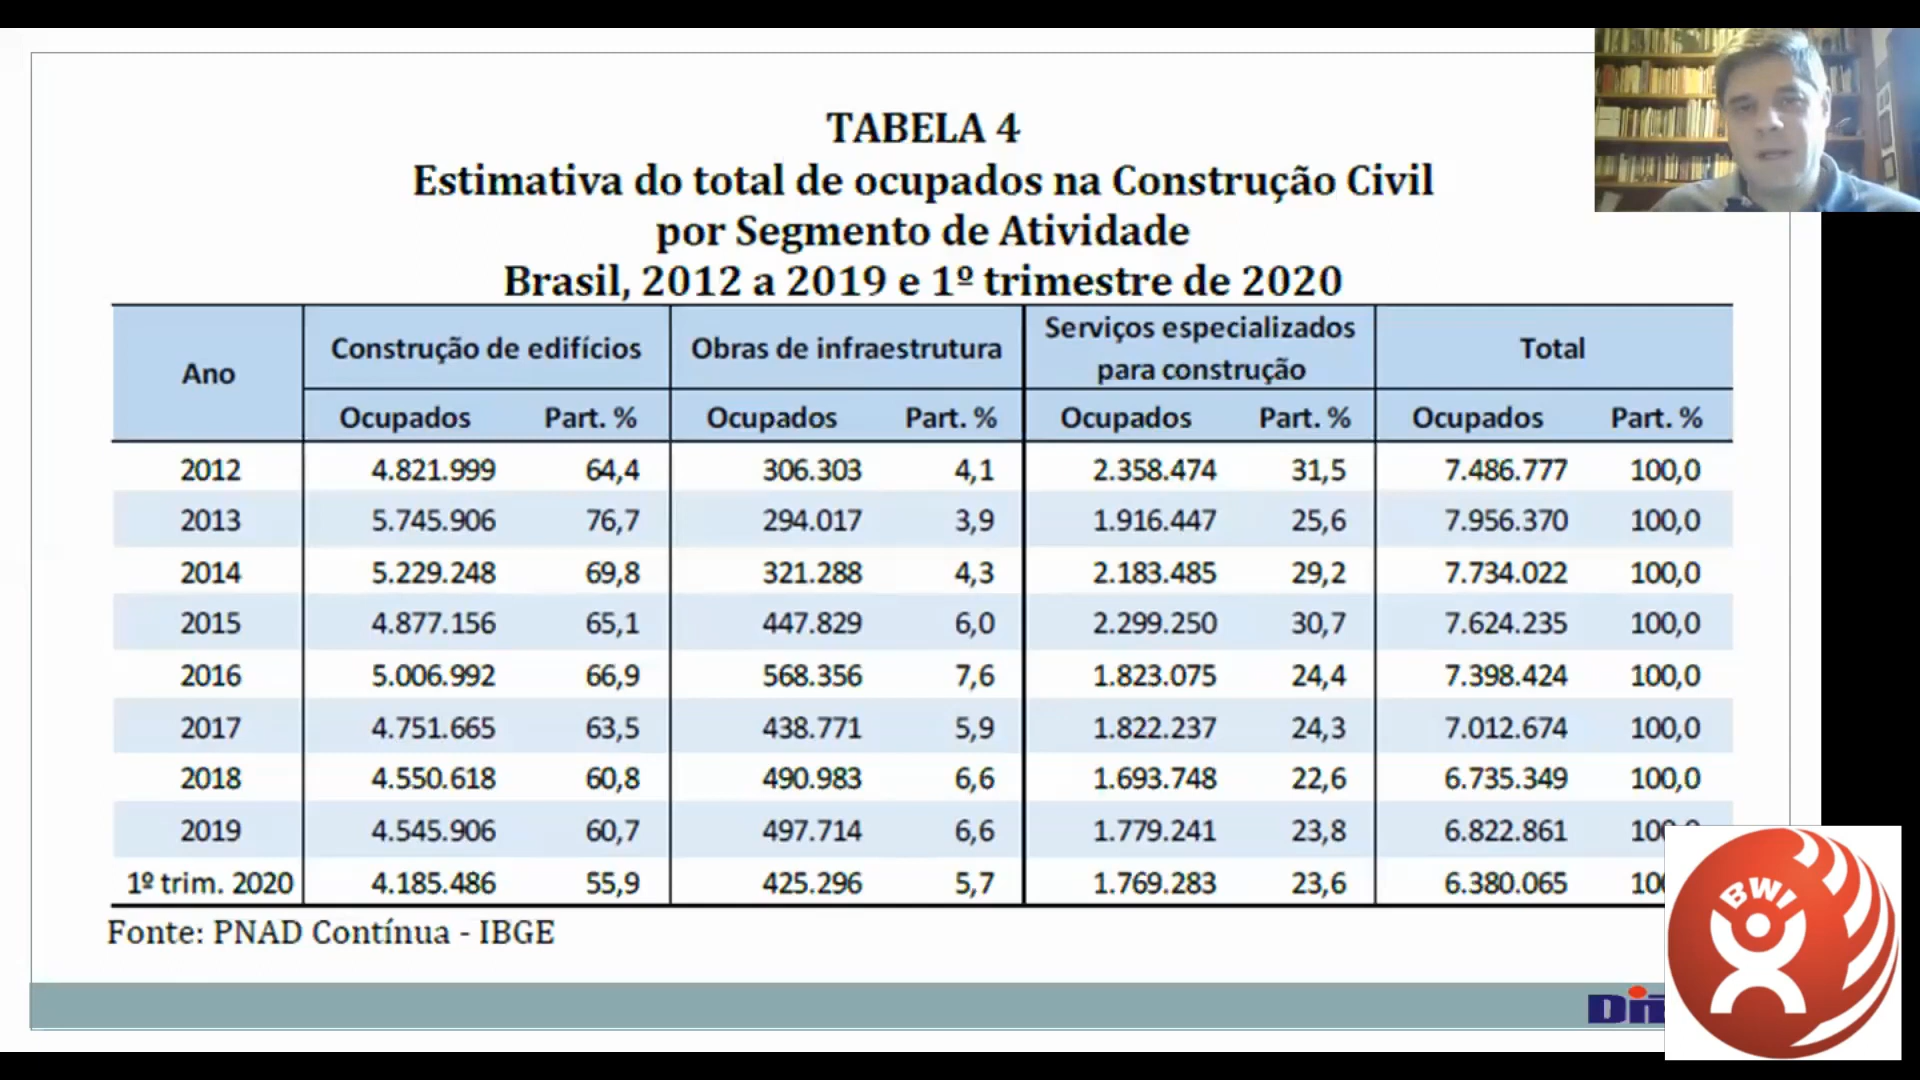 TABELA 4
Estimativa do total de ocupados na Construção Civil
por Segmento de Atividade
Brasil, 2012 a 2019 e 1º trimestre de 2020
Ano Construção de edifícios Obras de infraestrutura Serviços especializados para construção Total
Ocupados Part. % Ocupados Part. % Ocupados Part. % Ocupados Part. %
2012 4.821.999 64,4 306.303 4,1 2.358.474 31,5 7.486.777 100,0
2013 5.745.906 76,7 294.017 3,9 1.916.447 25,6 7.956.370 100,0
2014 5.229.248 69,8 321.288 4,3 2.183.485 29,2 7.734.022 100,0
2015 4.877.156 65,1 447.829 6,0 2.299.250 30,7 7.624.235 100,0
2016 5.006.992 66,9 568.356 7,6 1.823.075 24,4 7.398.424 100,0
2017 4.751.665 63,5 438.771 5,9 1.822.237 24,3 7.012.674 100,0
2018 4.550.618 60,8 490.983 6,6 1.693.748 22,6 6.735.349 100,0
2019 4.545.906 60,7 497.714 6,6 1.779.241 23,8 6.822.861
1º trim. 2020 4.185.486 55,9 425.296 5,7 1.769.283 23,6 6.380.065
Fonte: PNAD Contínua - IBGE
BWI